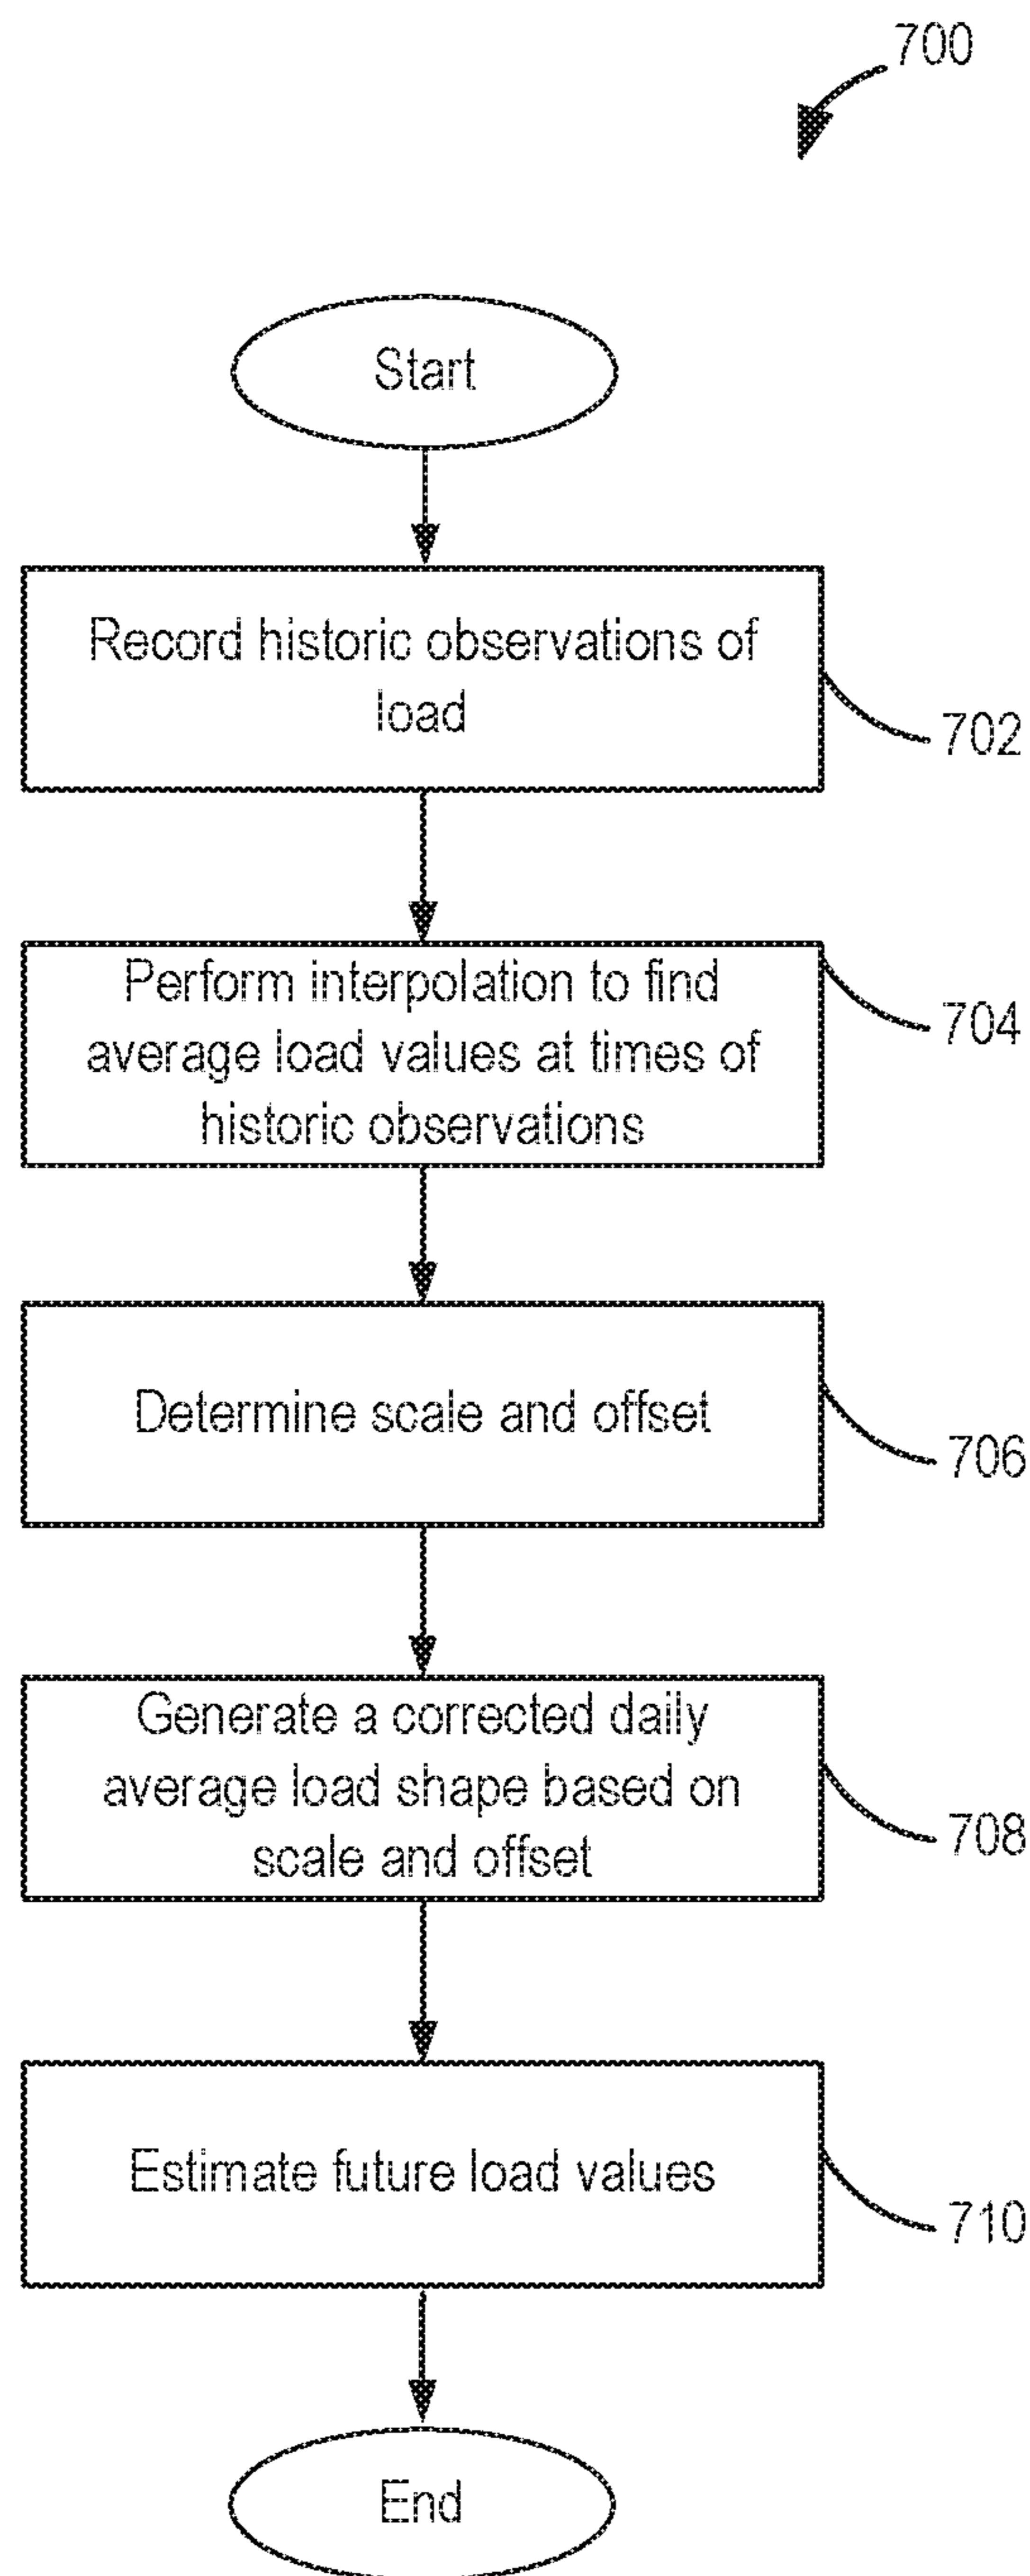 700
Start
Record historic observations of
load
702
Perform interpolation to find
average load values at times of
historic observations
704
Determine scale and offset
706
Generate a corrected daily
average load shape based on
scale and offset
708
Estimate future load values
710
End